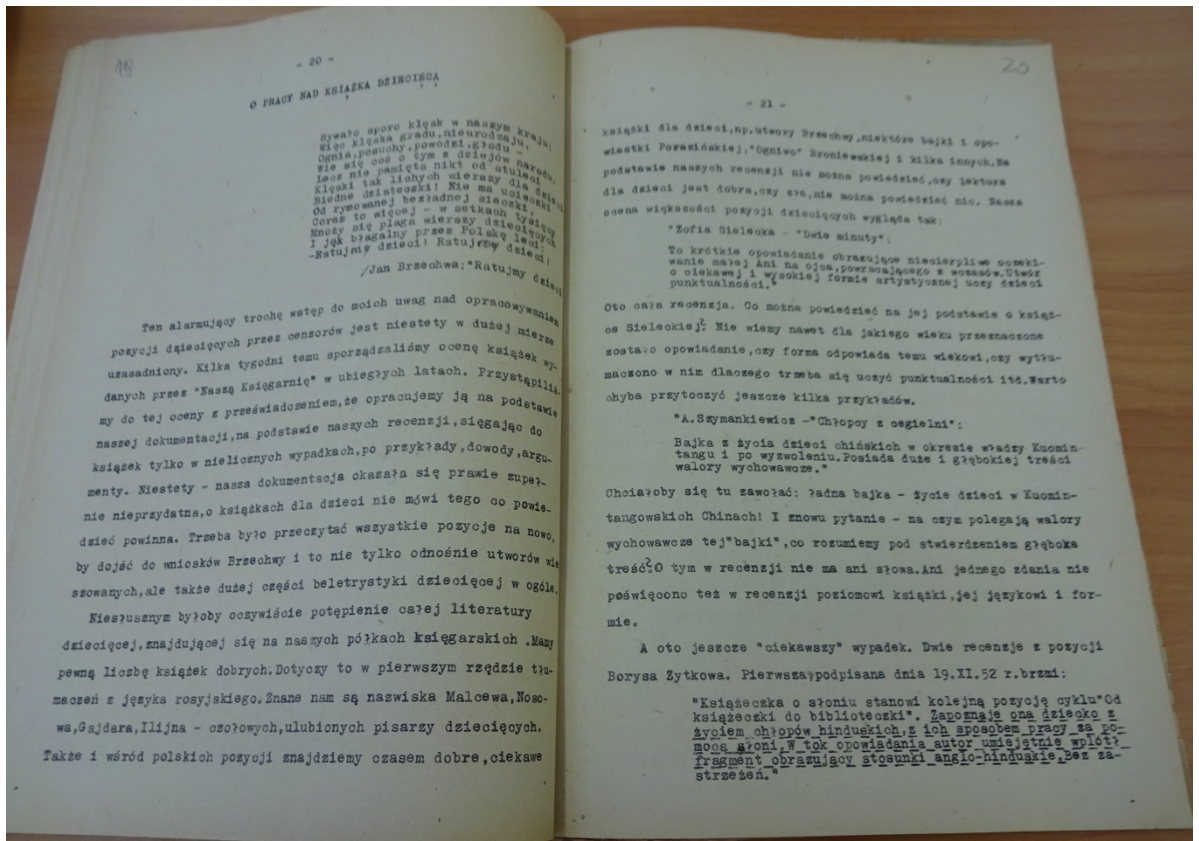 19
- 20 -
O PRACY NAD KSIĄŻKĄ DZIECIĘCĄ
Bywało sporo klęsk w naszym kraju:
Więc klęska gradu,nieurodzaju,
Ognia,posuchy,powodzi,głodu -
Wie się coś o tym z dziejów narodu.
Lecz nie pamięta nikt od stuleci
Klęski tak lichych wierszy dla dzieci
Biedne dziateczki! Nie ma ucieczki
Od rymowanej bezładnej sieczki,
Coraz to więcej - w setkach tysięcy
Mnoży się plaga wierszy dziecięcych
I jęk błagalny przez Polskę leci:
-Ratujmy dzieci! Ratujmy dzieci!
/Jan Brzechwa:"Ratujmy dzieci
Ten alarmujący trochę wstęp do moich uwag nad opracowywaniem
pozycji dziecięcych przez cenzorów jest niestety w dużej mierze
uzasadniony. Kilka tygodni temu sporządzaliśmy ocenę książek wy-
danych przez "Naszą Księgarnię" w ubiegłych latach. Przystąpiliś-
my do tej oceny z przeświadczeniem,że opracujemy ją na podstawie
naszej dokumentacji,na podstawie naszych recenzji,sięgając do
książek tylko w nielicznych wypadkach,po przykłady,dowody,argu-
menty. Niestety - nasza dokumentacja okazała się prawie zupeł-
nie nieprzydatna,o książkach dla dzieci nie mówi tego co powie-
dzieć powinna. Trzeba było przeczytać wszystkie pozycje na nowo,
by dojść do wniosków Brzechwy i to nie tylko odnośnie utworów wie
szowanych,ale także dużej części beletrystyki dziecięcej w ogóle.
Niesłusznym byłoby oczywiście potępienie całej literatury
dziecięcej,znajdującej się na naszych półkach księgarskich .Mamy
pewną liczbę książek dobrych.Dotyczy to w pierwszym rzędzie tłu-
maczeń z języka rosyjskiego.Znane nam są nazwiska Malcewa,Noso-
wa,Gajdara,Ilijna - czołowych,ulubionych pisarzy dziecięcych.
Także i wśród polskich pozycji znajdziemy czasem dobre,ciekawe
20
- 21 -
książki dla dzieci,np.utwory Brzechwy,niektóre bajki i opo-
wiastki Porazińskiej,"Ogniwo" Broniewskiej i kilka innych.Na
podstawie naszych recenzji nie można powiedzieć,czy lektura
dla dzieci jest dobra,czy zła,nie można powiedzieć nic. Nasza
ocena większości pozycji dziecięcych wygląda tak:
"Zofia Sielecka - "Dwie minuty":
To krótkie opowiadanie obrazujące niecierpliwe oczeki-
wanie małej Ani na ojca,powracającego z wczasów.Utwór
o ciekawej i wysokiej formie artystycznej uczy dzieci
punktualności."
Oto cała recenzja. Co można powiedzieć na jej podstawie o książ-
ce Sieleckiej? Nie wiemy nawet dla jakiego wieku przeznaczone
zostało opowiadanie,czy forma odpowiada temu wiekowi,czy wytłu-
maczono w nim dlaczego trzeba się uczyć punktualności itd.Warto
chyba przytoczyć jeszcze kilka przykładów.
"A.Szymankiewicz -"Chłopcy z cegielni":
Bajka z życia dzieci chińskich w okresie władzy Kuomin-
tangu i po wyzwoleniu.Posiada duże i głębokiej treści
walory wychowawcze."
Chciałoby się tu zawołać: ładna bajka - życie dzieci w Kuomin-
tangowskich Chinach! I znowu pytanie - na czym polegają walory
wychowawcze tej"bajki",co rozumiemy pod stwierdzeniem głęboka
treść?O tym w recenzji nie ma ani słowa.Ani jednego zdania nie
poświęcono też w recenzji poziomowi książki,jej językowi i for-
mie.
A oto jeszcze "ciekawszy" wypadek. Dwie recenzje z pozycji
Borysa Żytkowa. Pierwsza podpisana dnia 19.XI.52 r.brzmi:
"Książeczka o słoniu stanowi kolejną pozycję cyklu"Od
książeczki do biblioteczki". Zapoznaje ona dziecko z
życiem chłopów hinduskich,z ich sposobem pracy za po-
mocą słoni.W tok opowiadania autor umiejętnie wplótł
fragment obrazujący stosunki anglo-hinduskie.Bez za-
strzeżeń."